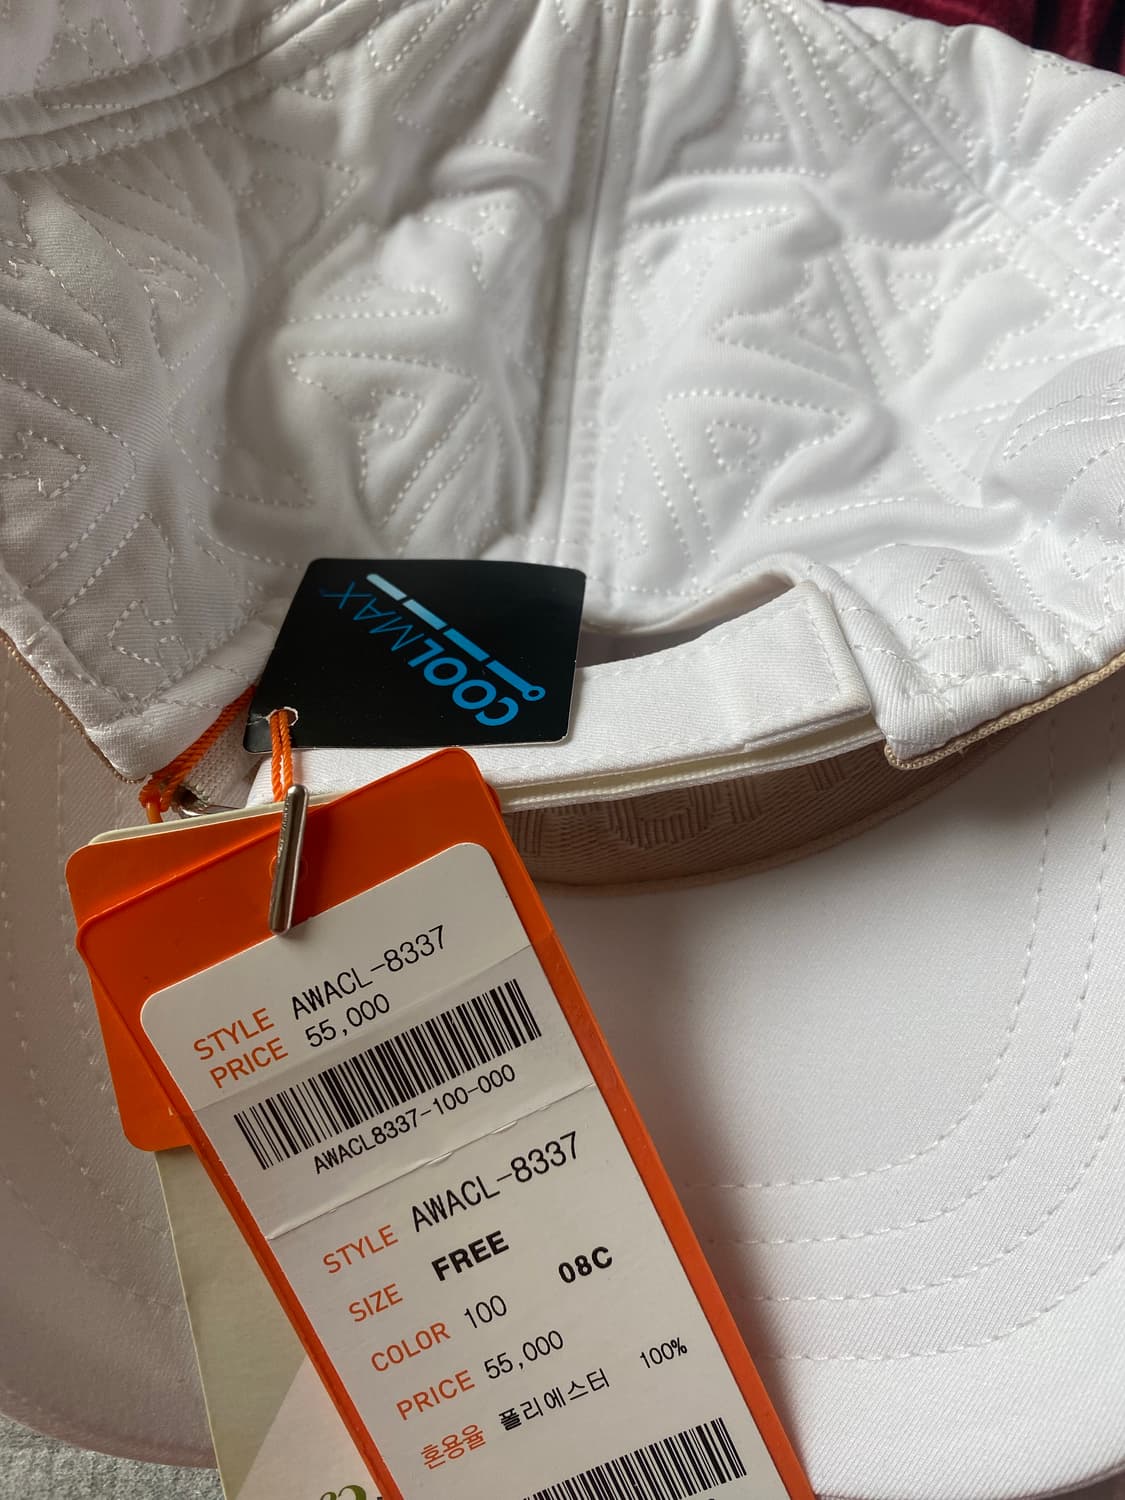 COOLMAX
STYLE AWACL-8337
PRICE 55,000
AWACL8337-100-000
STYLE AWACL-8337
SIZE FREE 08C
COLOR 100
PRICE 55,000
혼용율 폴리에스터 100%